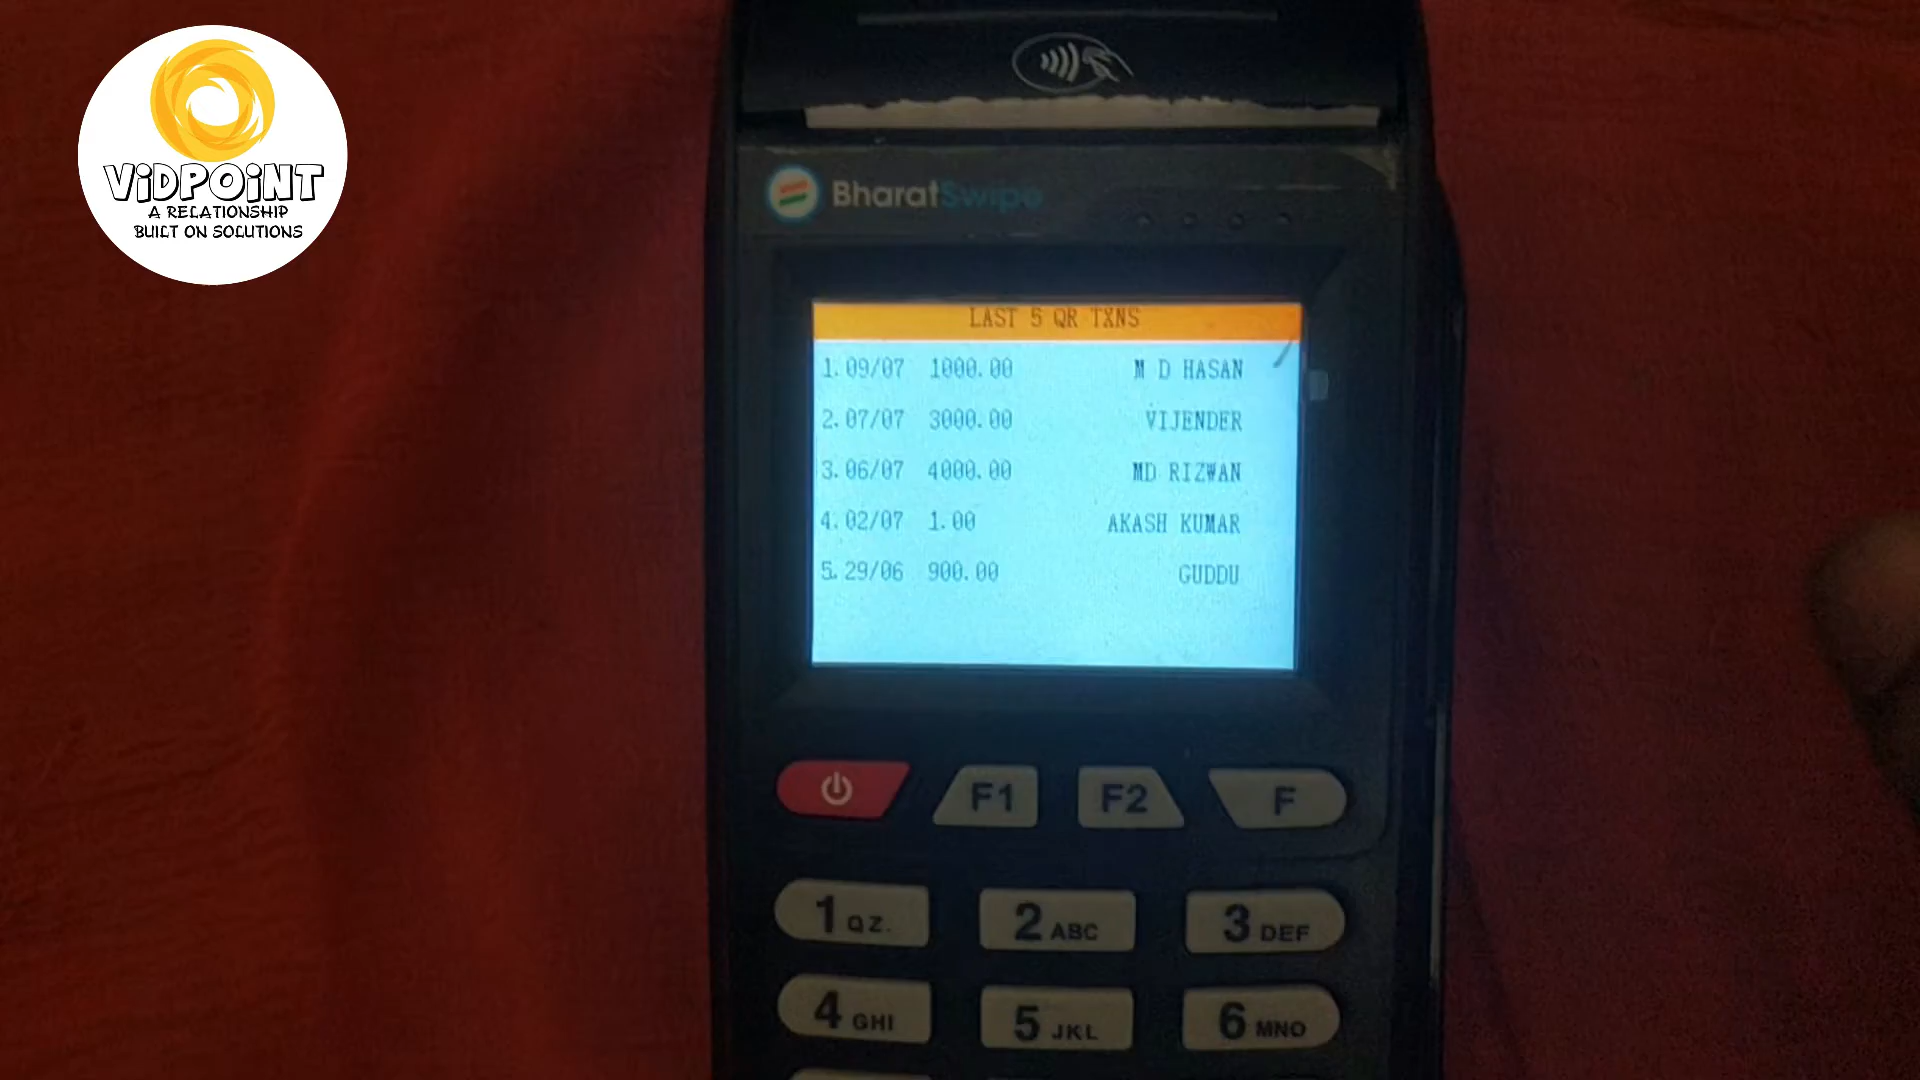 VIDPOINT
A RELATIONSHIP
BUILT ON SOLUTIONS
BharatSwipe
LAST 5 QR TXNS
1. 09/07 1000.00 M D HASAN
2. 07/07 3000.00 VIJENDER
3. 06/07 4000.00 MD RIZWAN
4. 02/07 1.00 AKASH KUMAR
5. 29/06 900.00 GUDDU
F1 F2 F
1 QZ. 2 ABC 3 DEF
4 GHI 5 JKL 6 MNO